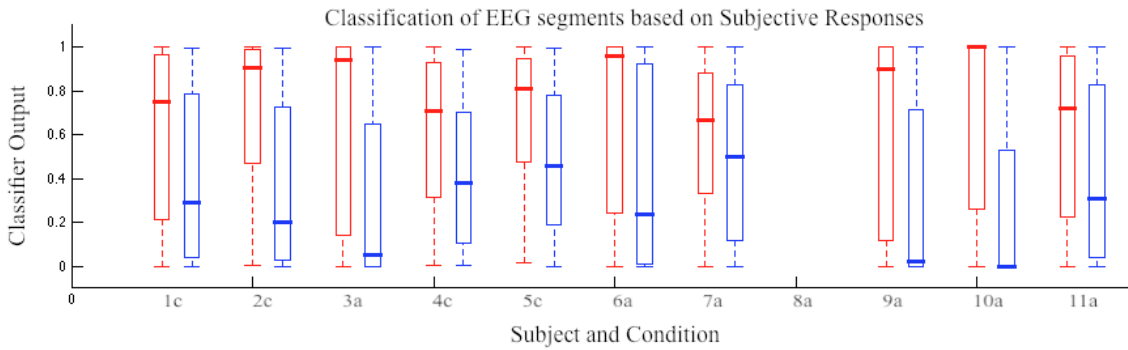 Classification of EEG segments based on Subjective Responses
Classifier Output
1
0.8
0.6
0.4
0.2
0
0 1c 2c 3a 4c 5c 6a 7a 8a 9a 10a 11a
Subject and Condition